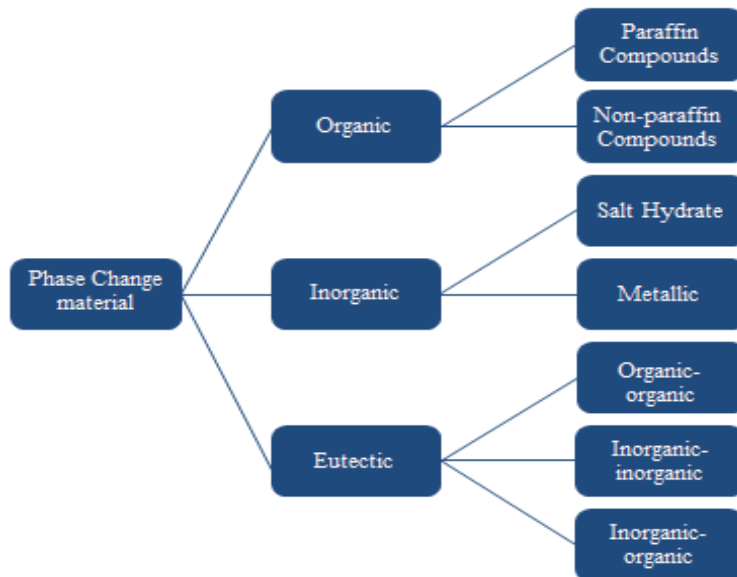 Phase Change
material
Organic
Paraffin
Compounds
Non-paraffin
Compounds
Inorganic
Salt Hydrate
Metallic
Eutectic
Organic-
organic
Inorganic-
inorganic
Inorganic-
organic